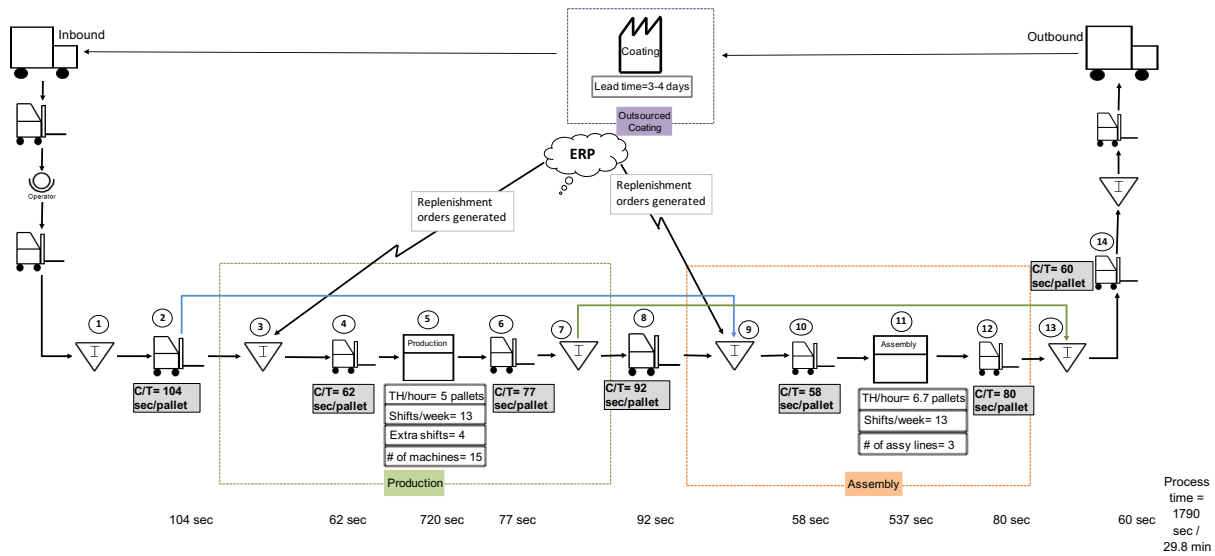 Inbound
Coating
Lead time=3-4 days
Outsourced
Coating
Outbound
Operator
ERP
Replenishment
orders generated
Replenishment
orders generated
1
I
2
C/T= 104
sec/pallet
3
I
4
C/T= 62
sec/pallet
5
Production
TH/hour= 5 pallets
Shifts/week= 13
Extra shifts= 4
# of machines= 15
6
C/T= 77
sec/pallet
7
I
Production
8
C/T= 92
sec/pallet
9
I
10
C/T= 58
sec/pallet
11
Assembly
TH/hour= 6.7 pallets
Shifts/week= 13
# of assy lines= 3
12
C/T= 80
sec/pallet
Assembly
13
I
14
C/T= 60
sec/pallet
I
104 sec
62 sec
720 sec
77 sec
92 sec
58 sec
537 sec
80 sec
60 sec
Process
time =
1790
sec /
29.8 min